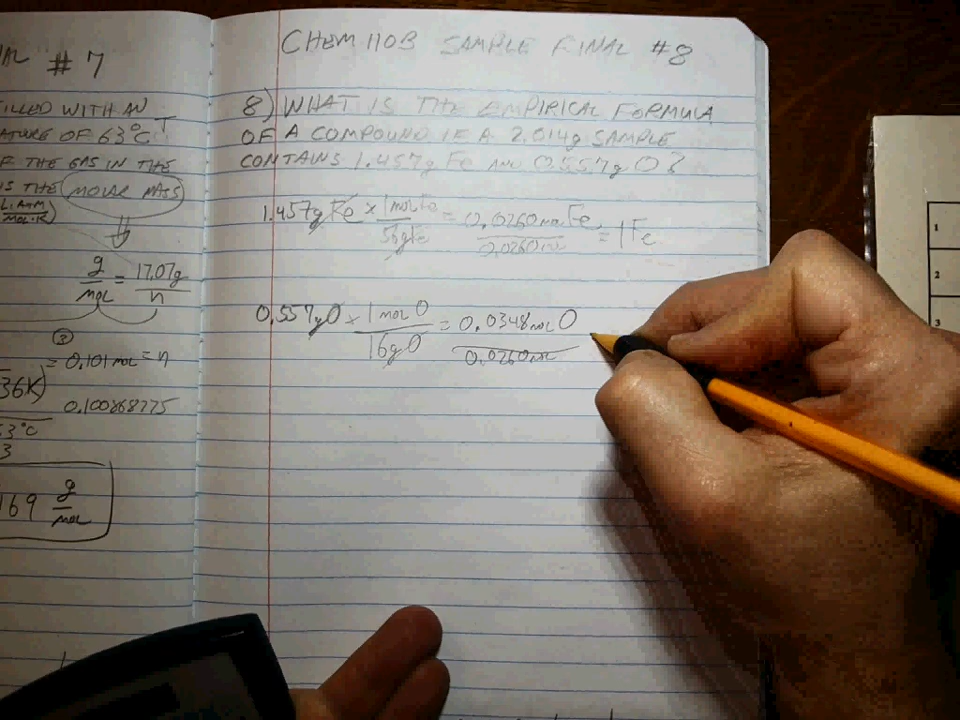 # 7
ILLED WITH AN
ATURE OF 63°C T
F THE GAS IN THE
IS THE MOLAR MASS
L·ATM
MOL·K)
g/mol = 17.07g/n
③
= 0.101 mol = n
36K)
0.100868775
3°C
3
169 g/mol
CHEM 110B SAMPLE FINAL #8
8) WHAT IS THE EMPIRICAL FORMULA
OF A COMPOUND IF A 2.014g SAMPLE
CONTAINS 1.457g Fe AND 0.557g O?
1.457g Fe × 1 mol Fe / 56g Fe = 0.0260 mol Fe / 0.0260 mol = 1 Fe
0.557g O × 1 mol O / 16g O = 0.0348 mol O / 0.0260 mol
1
2
3